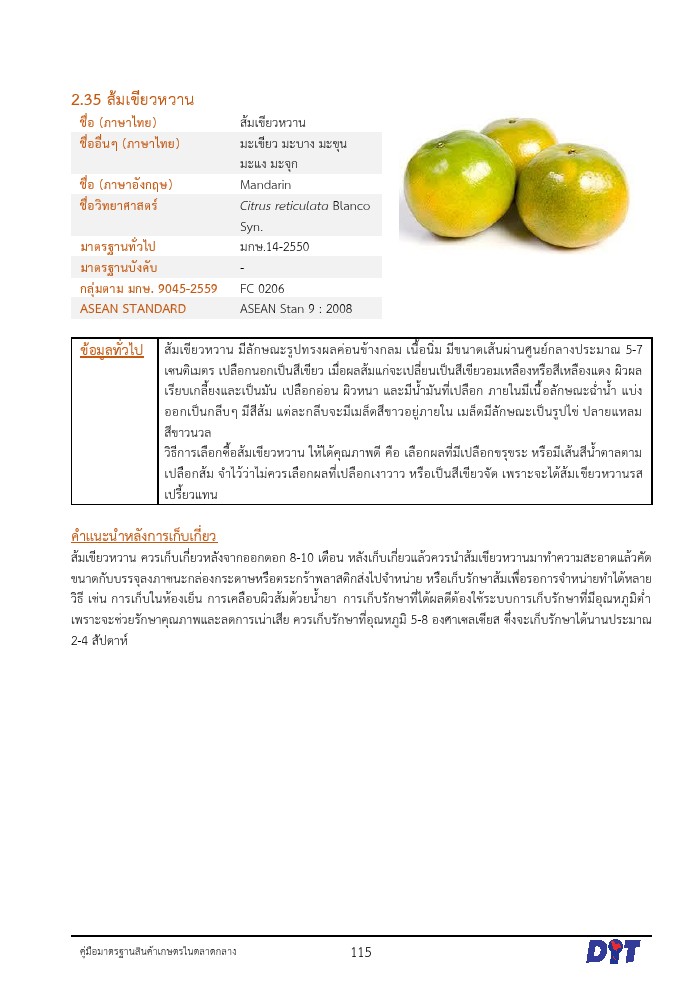 2.35 ส้มเขียวหวาน
ชื่อ (ภาษาไทย) ส้มเขียวหวาน
ชื่ออื่นๆ (ภาษาไทย) มะเขียว มะบาง มะขุน
มะแง มะจุก
ชื่อ (ภาษาอังกฤษ) Mandarin
ชื่อวิทยาศาสตร์ Citrus reticulata Blanco
Syn.
มาตรฐานทั่วไป มกษ.14-2550
มาตรฐานบังคับ -
กลุ่มตาม มกษ. 9045-2559 FC 0206
ASEAN STANDARD ASEAN Stan 9 : 2008
ข้อมูลทั่วไป ส้มเขียวหวาน มีลักษณะรูปทรงผลค่อนข้างกลม เนื้อนิ่ม มีขนาดเส้นผ่านศูนย์กลางประมาณ 5-7
เซนติเมตร เปลือกนอกเป็นสีเขียว เมื่อผลส้มแก่จะเปลี่ยนเป็นสีเขียวอมเหลืองหรือสีเหลืองแดง ผิวผล
เรียบเกลี้ยงและเป็นมัน เปลือกอ่อน ผิวหนา และมีน้ำมันที่เปลือก ภายในมีเนื้อลักษณะฉ่ำน้ำ แบ่ง
ออกเป็นกลีบๆ มีสีส้ม แต่ละกลีบจะมีเมล็ดสีขาวอยู่ภายใน เมล็ดมีลักษณะเป็นรูปไข่ ปลายแหลม
สีขาวนวล
วิธีการเลือกซื้อส้มเขียวหวาน ให้ได้คุณภาพดี คือ เลือกผลที่มีเปลือกขรุขระ หรือมีเส้นสีน้ำตาลตาม
เปลือกส้ม จำไว้ว่าไม่ควรเลือกผลที่เปลือกเงาวาว หรือเป็นสีเขียวจัด เพราะจะได้ส้มเขียวหวานรส
เปรี้ยวแทน
คำแนะนำหลังการเก็บเกี่ยว
ส้มเขียวหวาน ควรเก็บเกี่ยวหลังจากออกดอก 8-10 เดือน หลังเก็บเกี่ยวแล้วควรนำส้มเขียวหวานมาทำความสะอาดแล้วคัด
ขนาดกับบรรจุลงภาชนะกล่องกระดาษหรือตระกร้าพลาสติกส่งไปจำหน่าย หรือเก็บรักษาส้มเพื่อรอการจำหน่ายทำได้หลาย
วิธี เช่น การเก็บในห้องเย็น การเคลือบผิวส้มด้วยน้ำยา การเก็บรักษาที่ได้ผลดีต้องใช้ระบบการเก็บรักษาที่มีอุณหภูมิต่ำ
เพราะจะช่วยรักษาคุณภาพและลดการเน่าเสีย ควรเก็บรักษาที่อุณหภูมิ 5-8 องศาเซลเซียส ซึ่งจะเก็บรักษาได้นานประมาณ
2-4 สัปดาห์
คู่มือมาตรฐานสินค้าเกษตรในตลาดกลาง 115 DIT